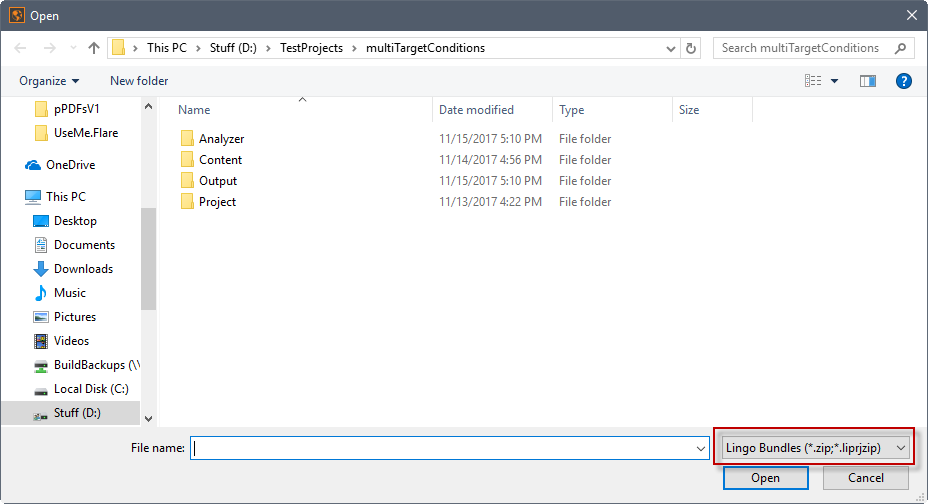 Open
This PC > Stuff (D:) > TestProjects > multiTargetConditions
Search multiTargetConditions
Organize
New folder
?
pPDFsV1
UseMe.Flare
OneDrive
This PC
Desktop
Documents
Downloads
Music
Pictures
Videos
BuildBackups (\\
Local Disk (C:)
Stuff (D:)
Name Date modified Type Size
Analyzer 11/15/2017 5:10 PM File folder
Content 11/14/2017 4:56 PM File folder
Output 11/15/2017 5:10 PM File folder
Project 11/13/2017 4:22 PM File folder
File name:
Lingo Bundles (*.zip;*.liprjzip)
Open
Cancel